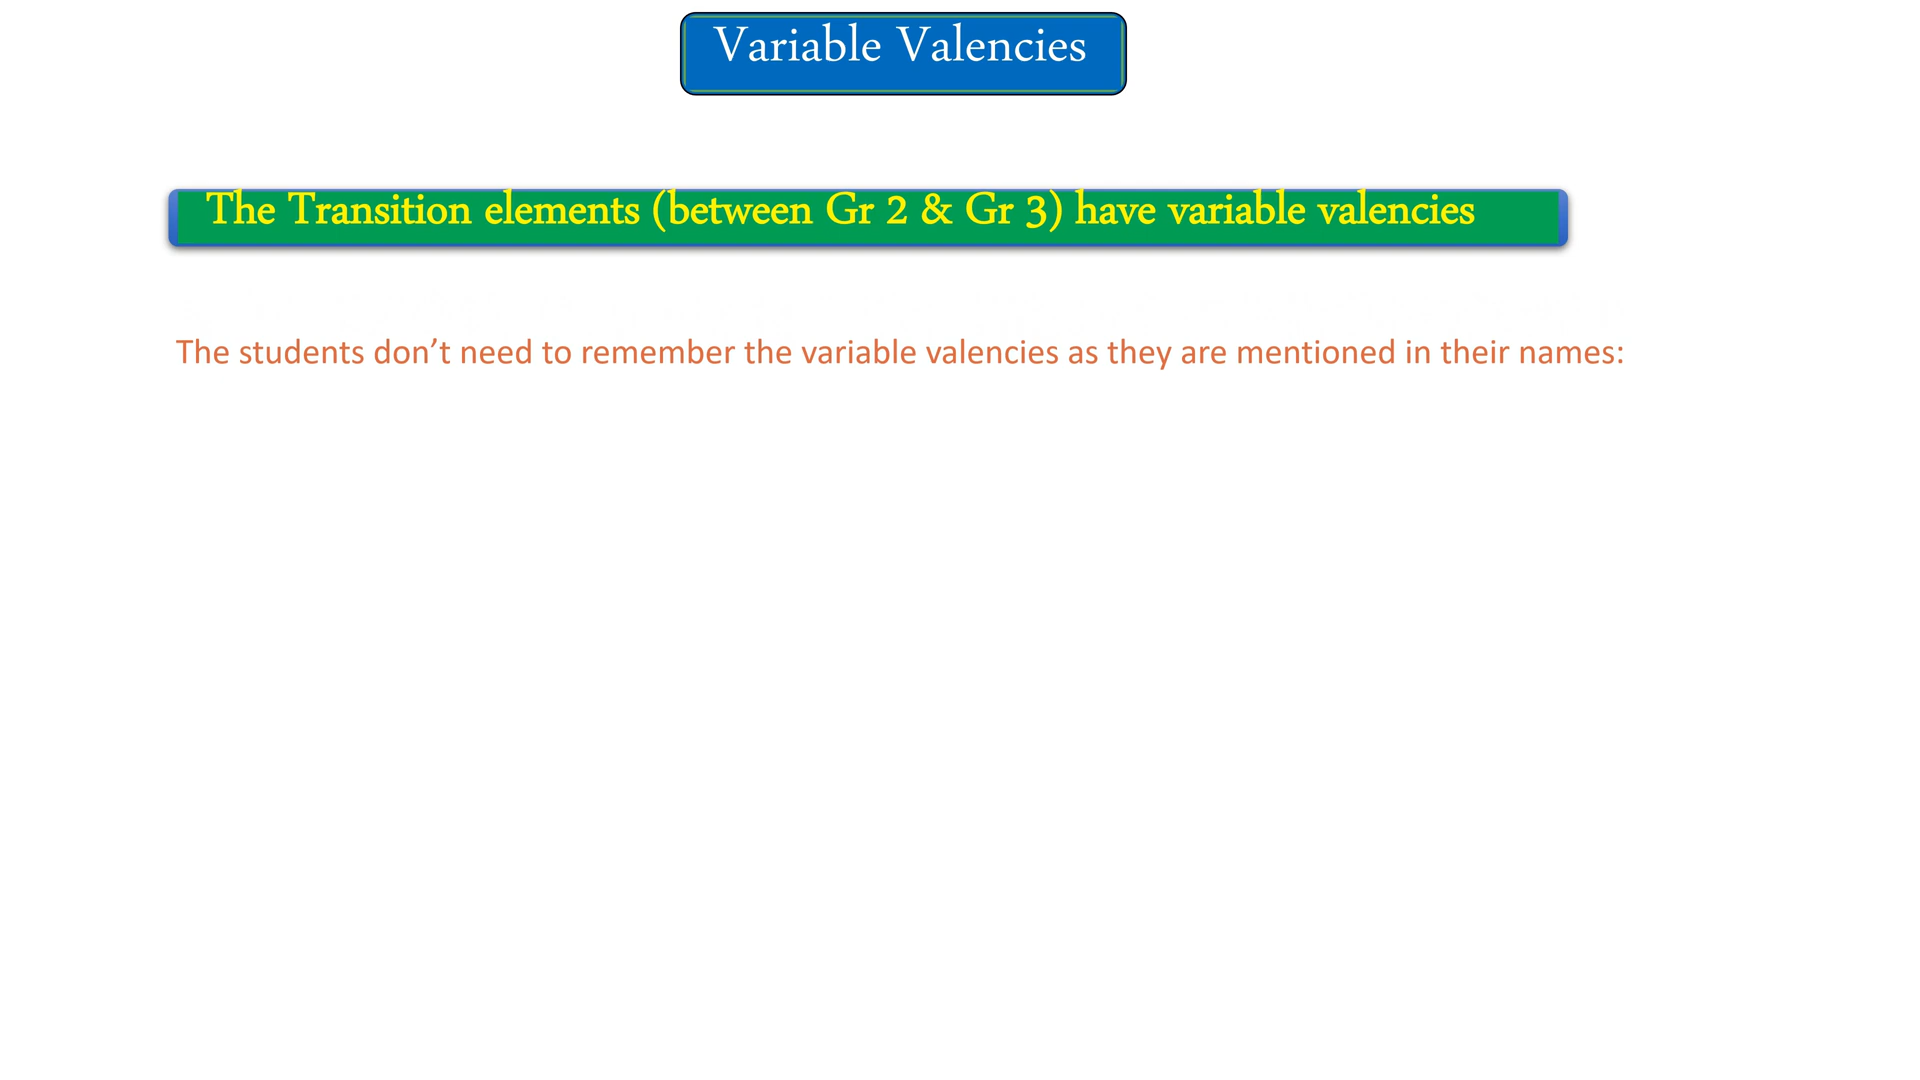 Variable Valencies
The Transition elements (between Gr 2 & Gr 3) have variable valencies
The students don’t need to remember the variable valencies as they are mentioned in their names: